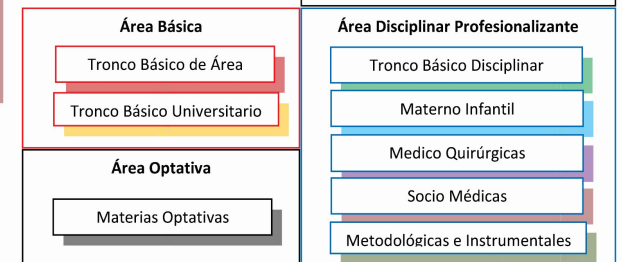 Área Básica
Tronco Básico de Área
Tronco Básico Universitario
Área Optativa
Materias Optativas
Área Disciplinar Profesionalizante
Tronco Básico Disciplinar
Materno Infantil
Medico Quirúrgicas
Socio Médicas
Metodológicas e Instrumentales